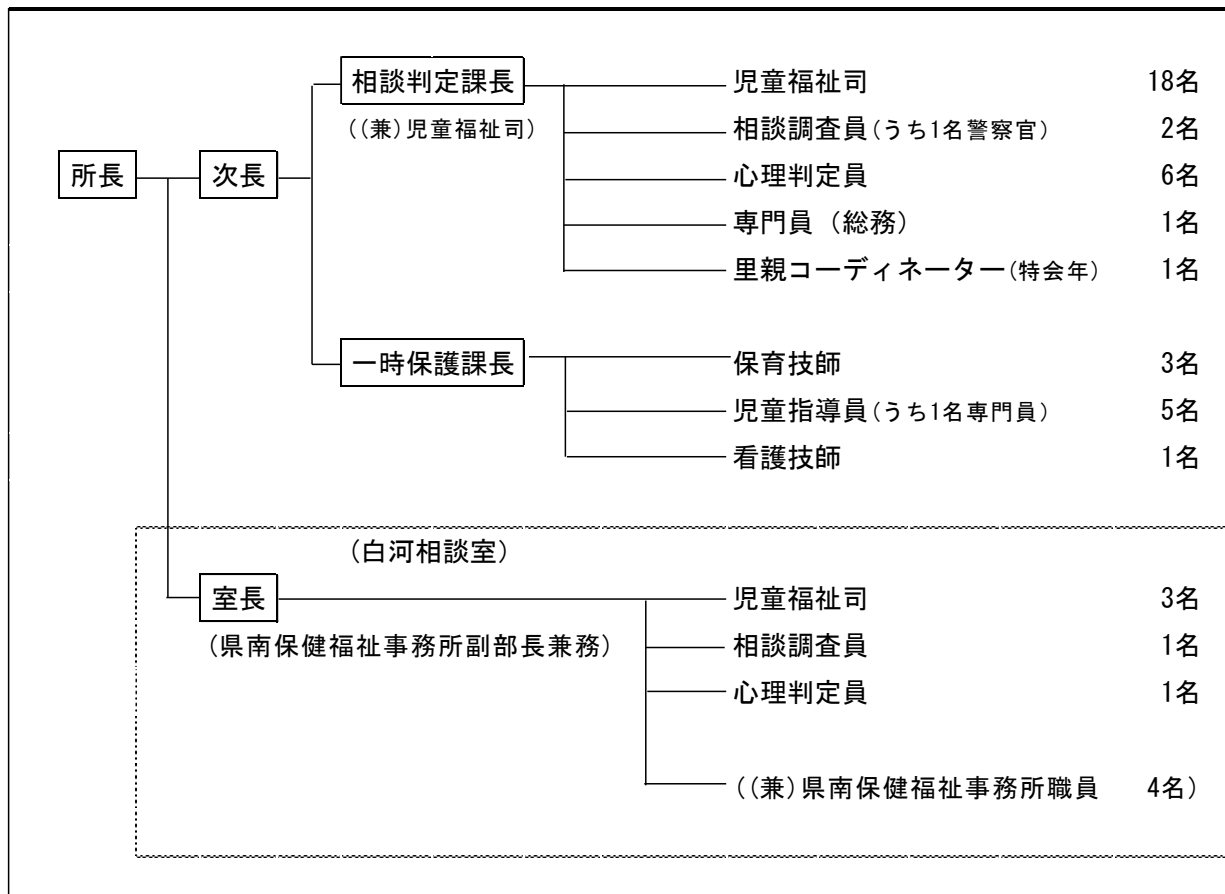 相談判定課長 児童福祉司 18名
((兼)児童福祉司) 相談調査員(うち1名警察官) 2名
所長 次長 心理判定員 6名
専門員 (総務) 1名
里親コーディネーター(特会年) 1名
一時保護課長 保育技師 3名
児童指導員(うち1名専門員) 5名
看護技師 1名
(白河相談室)
室長 児童福祉司 3名
(県南保健福祉事務所副部長兼務) 相談調査員 1名
心理判定員 1名
((兼)県南保健福祉事務所職員 4名)